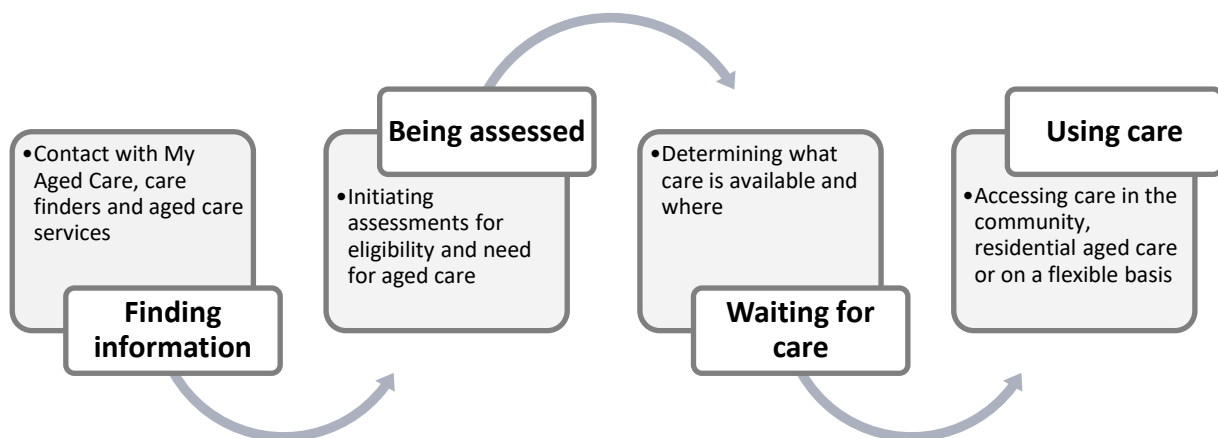 •Contact with My
Aged Care, care
finders and aged care
services
Finding
information
Being assessed
•Initiating
assessments for
eligibility and need
for aged care
•Determining what
care is available and
where
Waiting for
care
Using care
•Accessing care in the
community,
residential aged care
or on a flexible basis